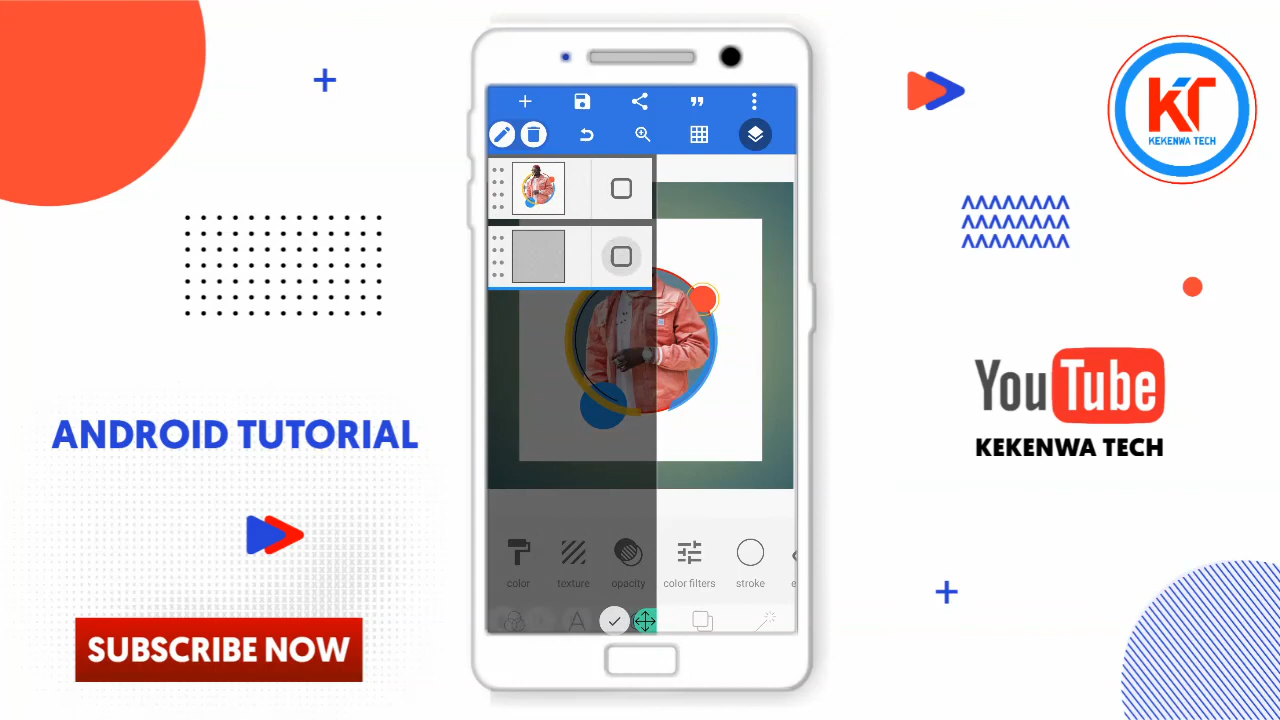 KT
KEKENWA TECH
ANDROID TUTORIAL
SUBSCRIBE NOW
color
texture
opacity
color filters
stroke
YouTube
KEKENWA TECH